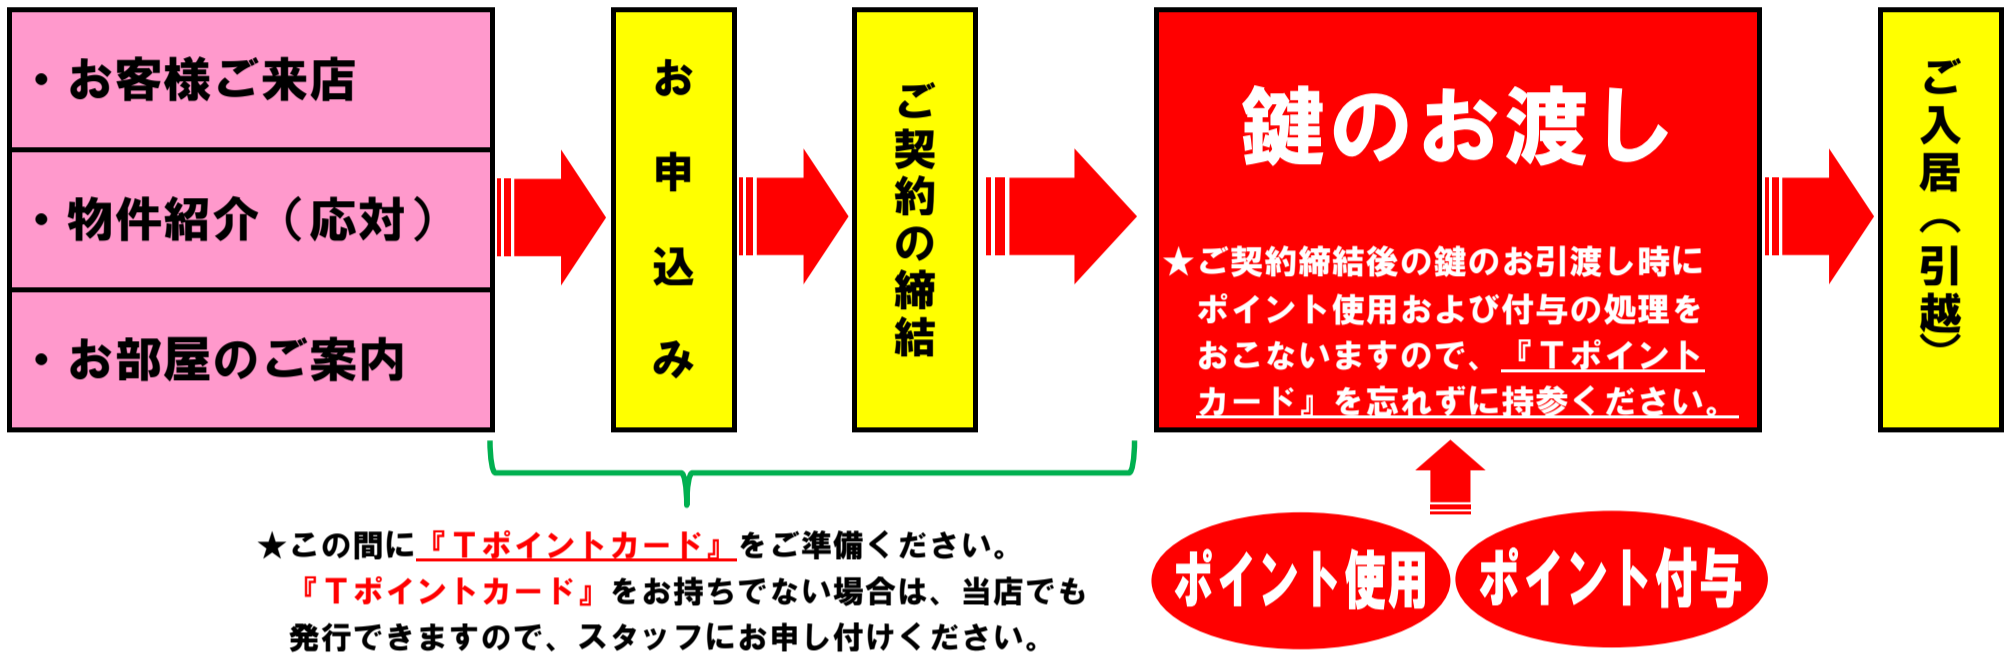 ・お客様ご来店
・物件紹介（応対）
・お部屋のご案内
お申込み
ご契約の締結
鍵のお渡し
★ご契約締結後の鍵のお引渡し時に
ポイント使用および付与の処理を
おこないますので、『Ｔポイント
カード』を忘れずに持参ください。
ご入居（引越）
★この間に『Ｔポイントカード』をご準備ください。
『Ｔポイントカード』をお持ちでない場合は、当店でも
発行できますので、スタッフにお申し付けください。
ポイント使用
ポイント付与